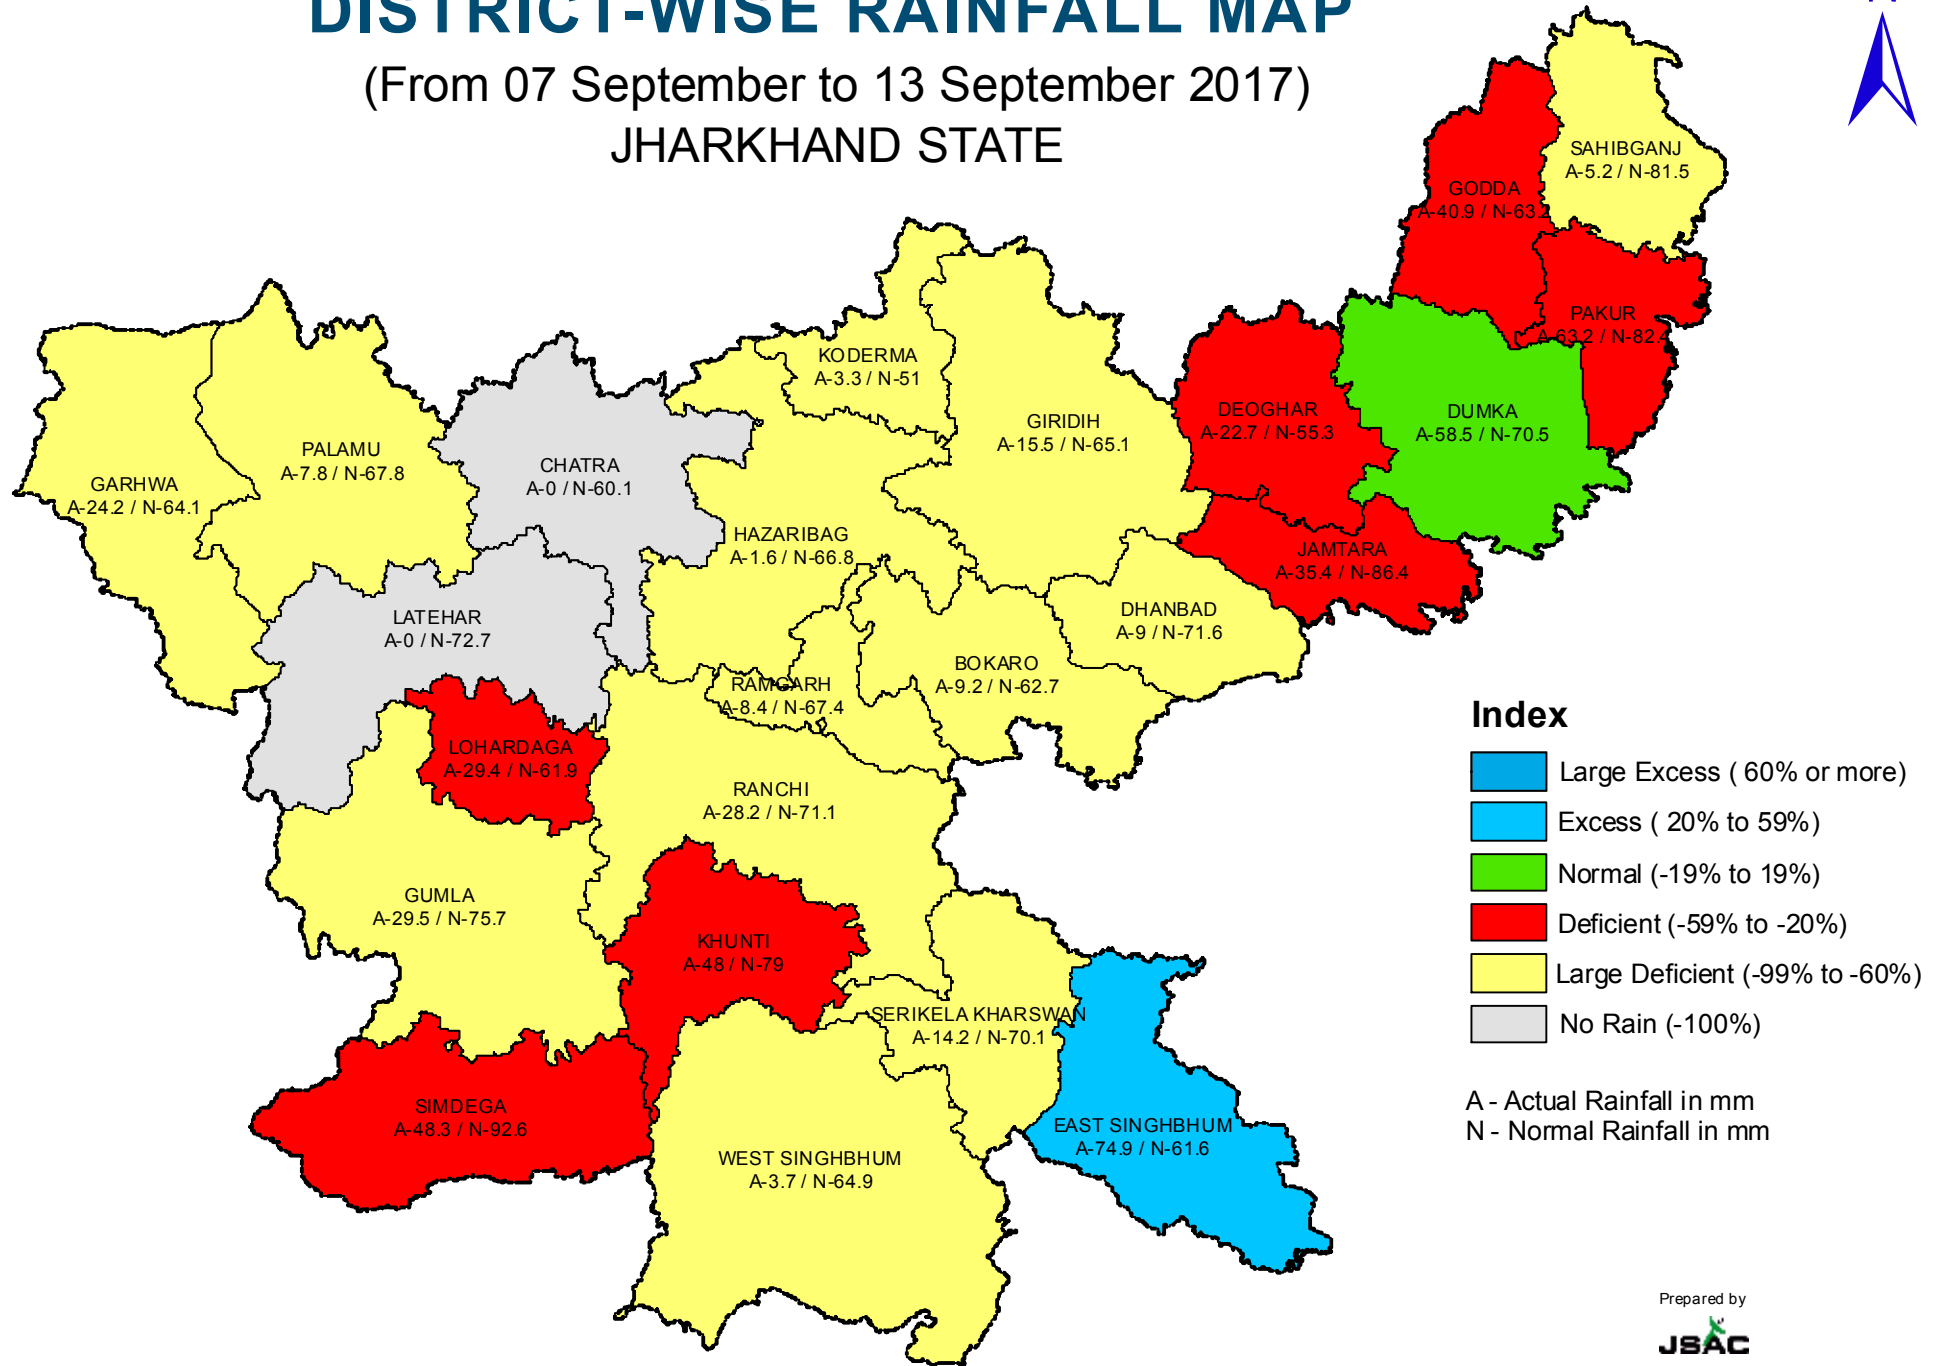 DISTRICT-WISE RAINFALL MAP
(From 07 September to 13 September 2017)
JHARKHAND STATE
SAHIBGANJ
A-5.2 / N-81.5
GODDA
A-40.9 / N-63.2
PAKUR
A-63.2 / N-82.4
KODERMA
A-3.3 / N-51
GIRIDIH
A-15.5 / N-65.1
DEOGHAR
A-22.7 / N-55.3
DUMKA
A-58.5 / N-70.5
PALAMU
A-7.8 / N-67.8
CHATRA
A-0 / N-60.1
GARHWA
A-24.2 / N-64.1
HAZARIBAG
A-1.6 / N-66.8
JAMTARA
A-35.4 / N-86.4
LATEHAR
A-0 / N-72.7
DHANBAD
A-9 / N-71.6
BOKARO
A-9.2 / N-62.7
RAMGARH
A-8.4 / N-67.4
LOHARDAGA
A-29.4 / N-61.9
RANCHI
A-28.2 / N-71.1
GUMLA
A-29.5 / N-75.7
KHUNTI
A-48 / N-79
SERIKELA KHARSWAN
A-14.2 / N-70.1
SIMDEGA
A-48.3 / N-92.6
EAST SINGHBHUM
A-74.9 / N-61.6
WEST SINGHBHUM
A-3.7 / N-64.9
Index
Large Excess ( 60% or more)
Excess ( 20% to 59%)
Normal (-19% to 19%)
Deficient (-59% to -20%)
Large Deficient (-99% to -60%)
No Rain (-100%)
A - Actual Rainfall in mm
N - Normal Rainfall in mm
Prepared by
JSAC